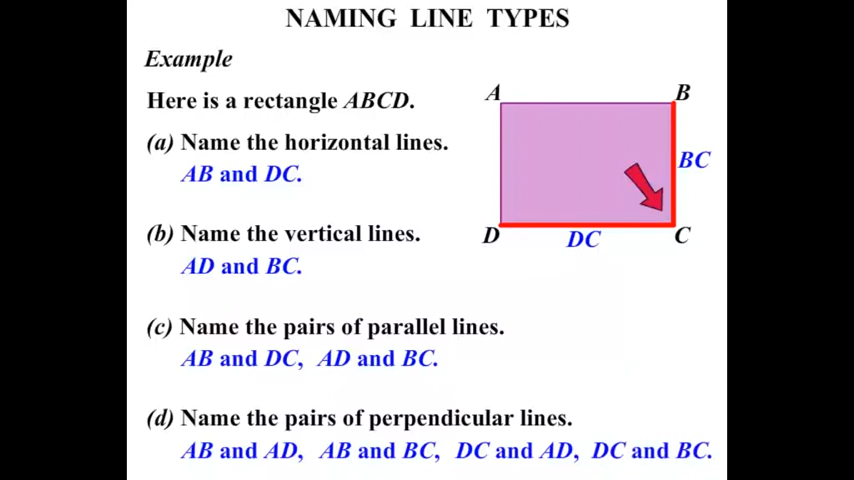 NAMING LINE TYPES
Example
Here is a rectangle ABCD.
(a) Name the horizontal lines.
AB and DC.
(b) Name the vertical lines.
AD and BC.
(c) Name the pairs of parallel lines.
AB and DC, AD and BC.
(d) Name the pairs of perpendicular lines.
AB and AD, AB and BC, DC and AD, DC and BC.
A
B
BC
D
DC
C